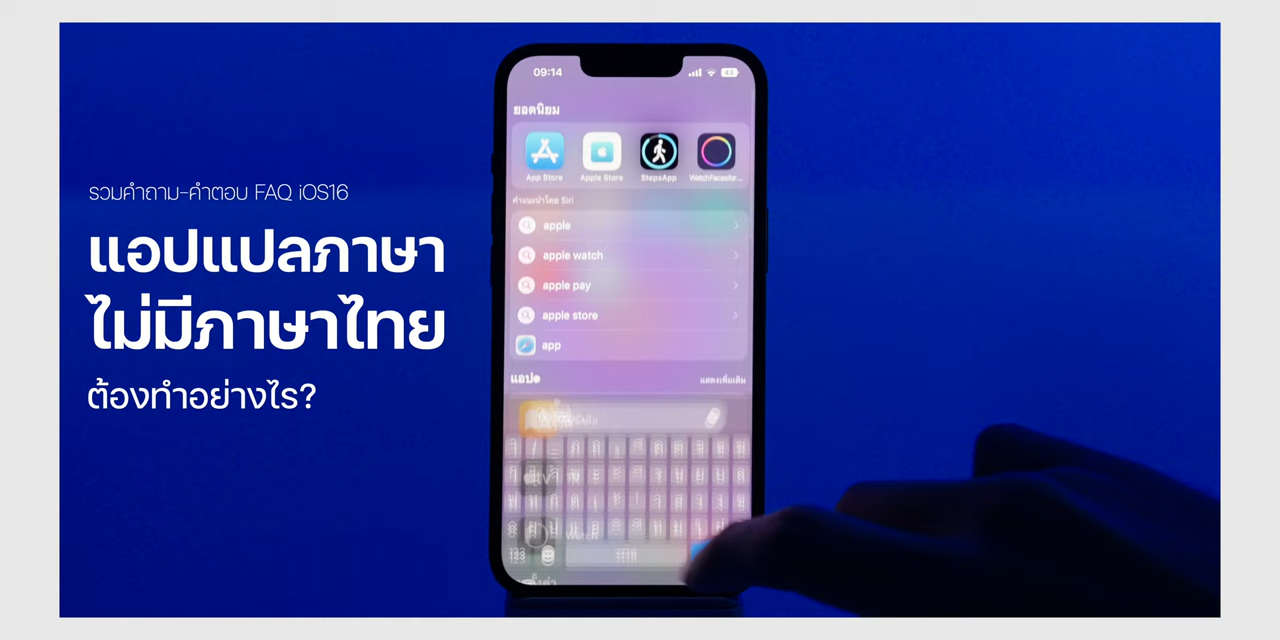 รวมคำถาม-คำตอบ FAQ iOS16
แอปแปลภาษา
ไม่มีภาษาไทย
ต้องทำอย่างไร?
09:14
43
ยอดนิยม
App Store
Apple Store
StepsApp
WatchFacesfor...
คำแนะนำโดย Siri
apple
apple watch
apple pay
apple store
app
แอป
แสดงเพิ่มเติม
123